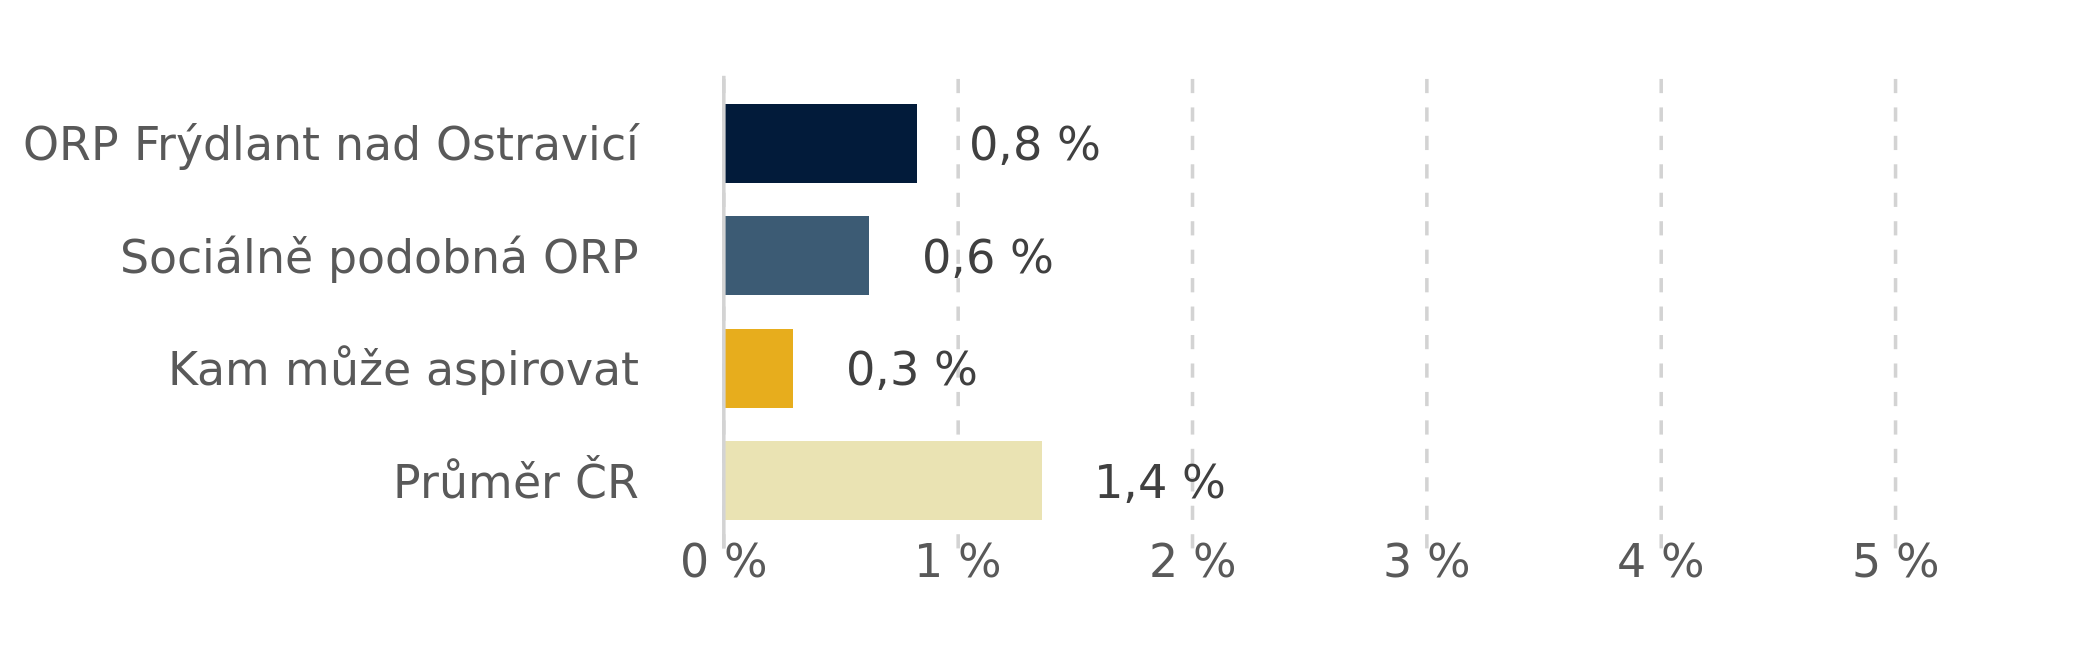 ORP Frýdlant nad Ostravicí 0,8 %
Sociálně podobná ORP 0,6 %
Kam může aspirovat 0,3 %
Průměr ČR 1,4 %
0 % 1 % 2 % 3 % 4 % 5 %